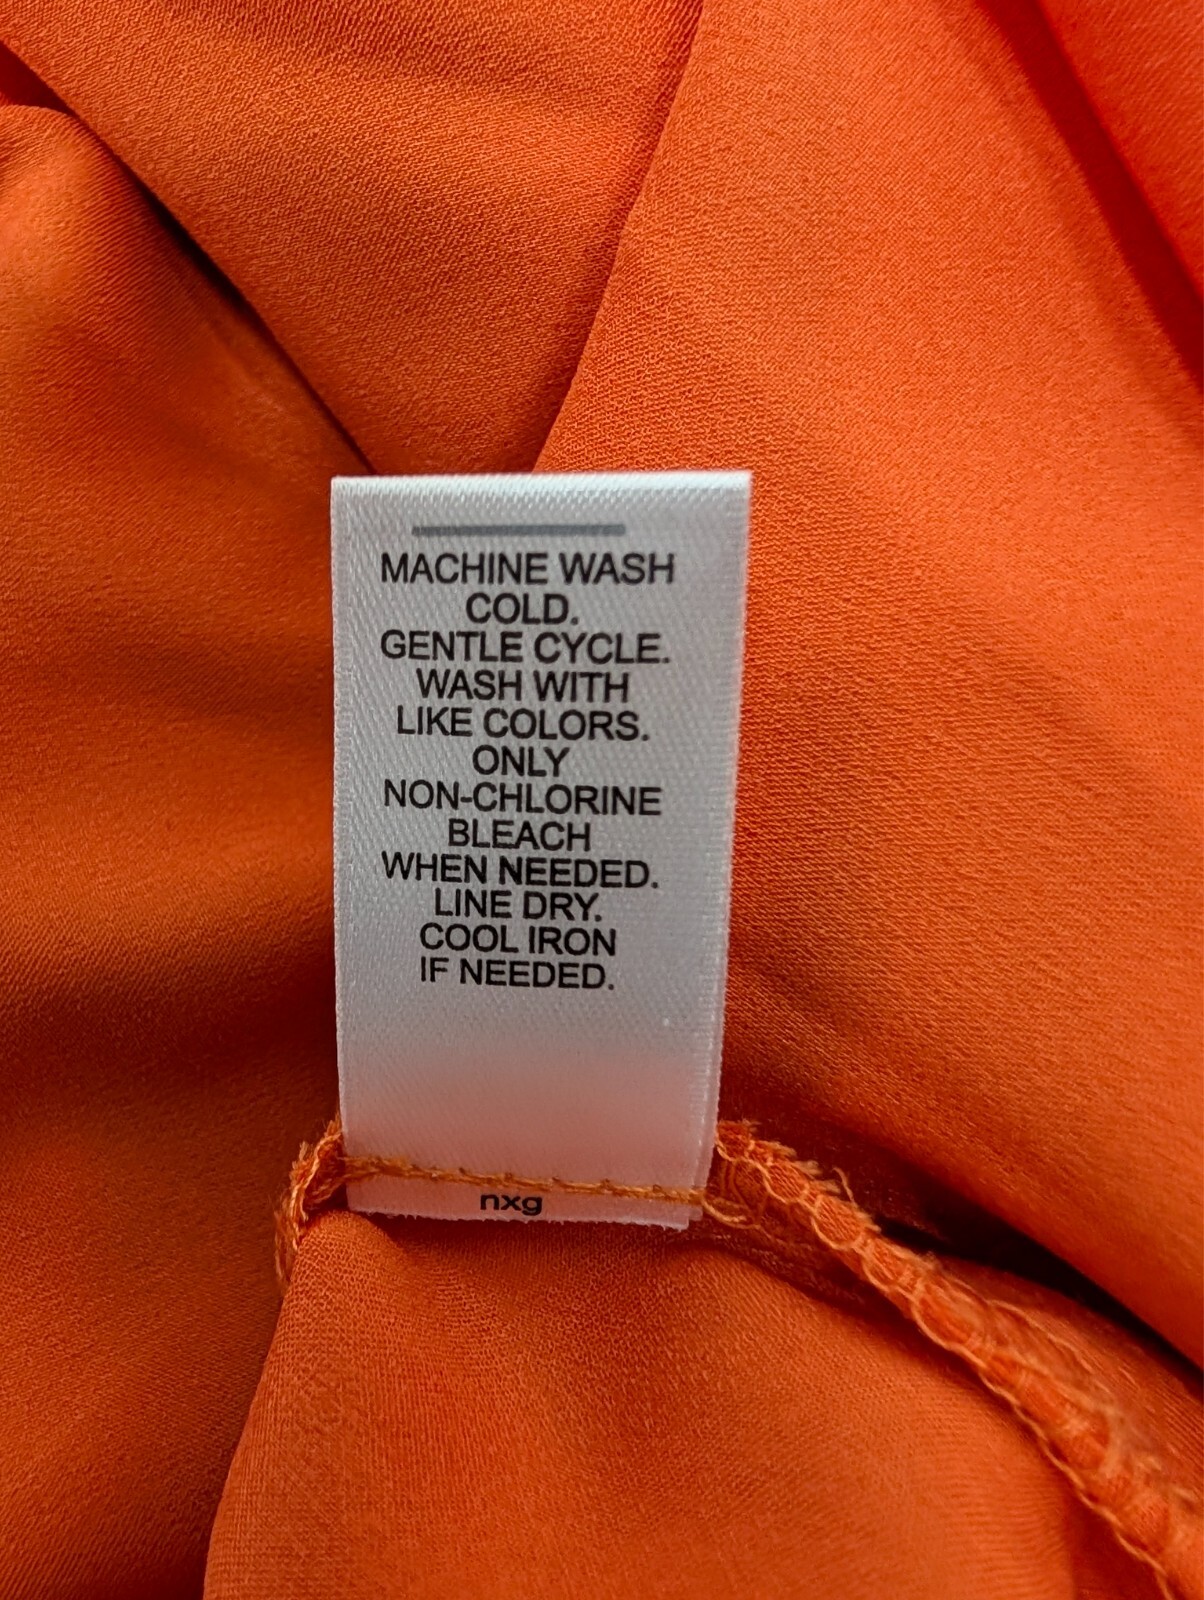 MACHINE WASH
COLD.
GENTLE CYCLE.
WASH WITH
LIKE COLORS.
ONLY
NON-CHLORINE
BLEACH
WHEN NEEDED.
LINE DRY.
COOL IRON
IF NEEDED.
nxg